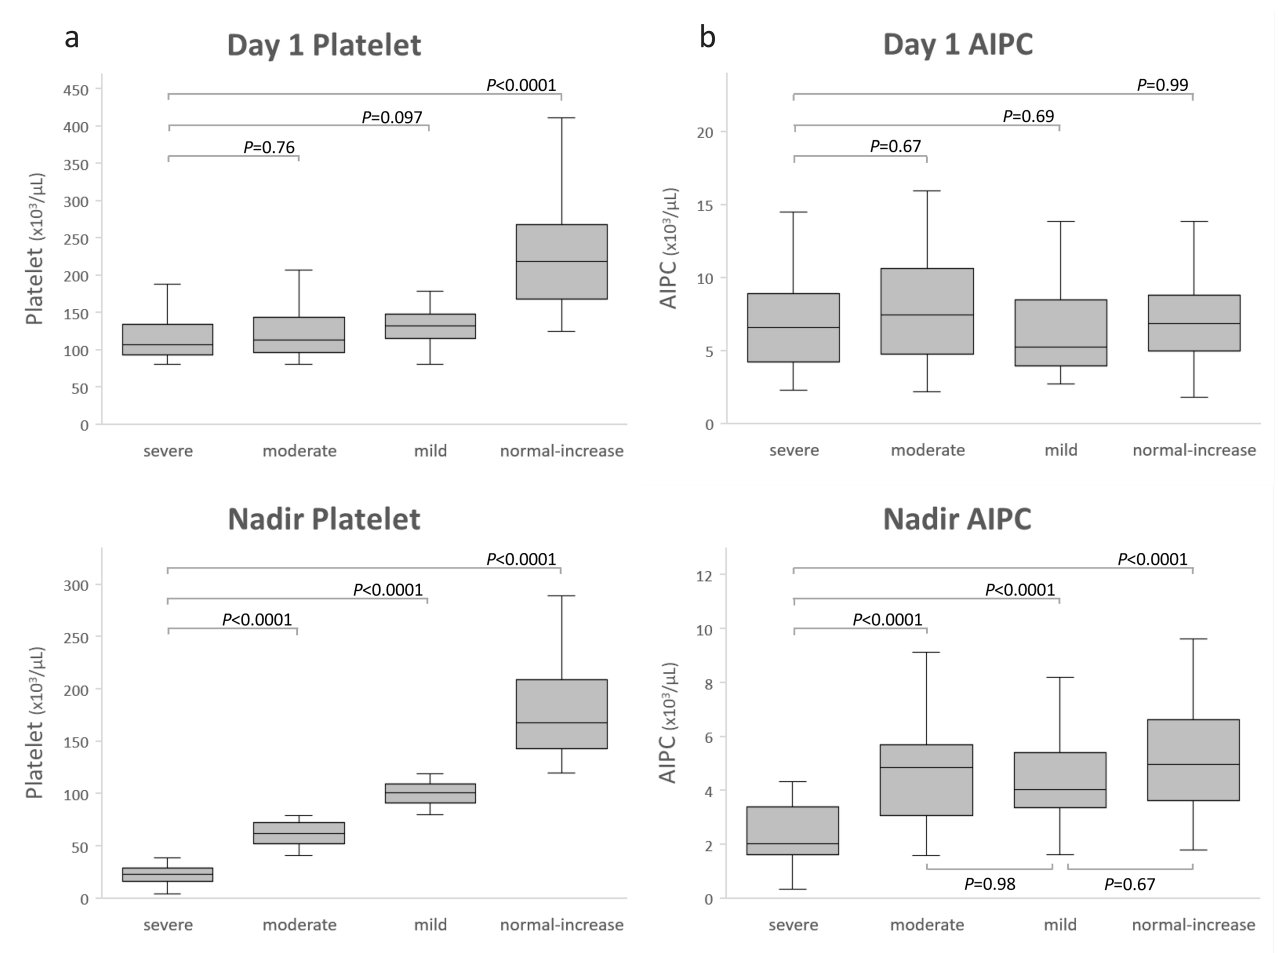 a
Day 1 Platelet
Platelet (x10³/µL)
450
400
350
300
250
200
150
100
50
0
P<0.0001
P=0.097
P=0.76
severe moderate mild normal-increase
b
Day 1 AIPC
AIPC (x10³/µL)
20
15
10
5
0
P=0.99
P=0.69
P=0.67
severe moderate mild normal-increase
Nadir Platelet
Platelet (x10³/µL)
300
250
200
150
100
50
0
P<0.0001
P<0.0001
P<0.0001
severe moderate mild normal-increase
Nadir AIPC
AIPC (x10³/µL)
12
10
8
6
4
2
0
P<0.0001
P<0.0001
P<0.0001
P=0.98 P=0.67
severe moderate mild normal-increase